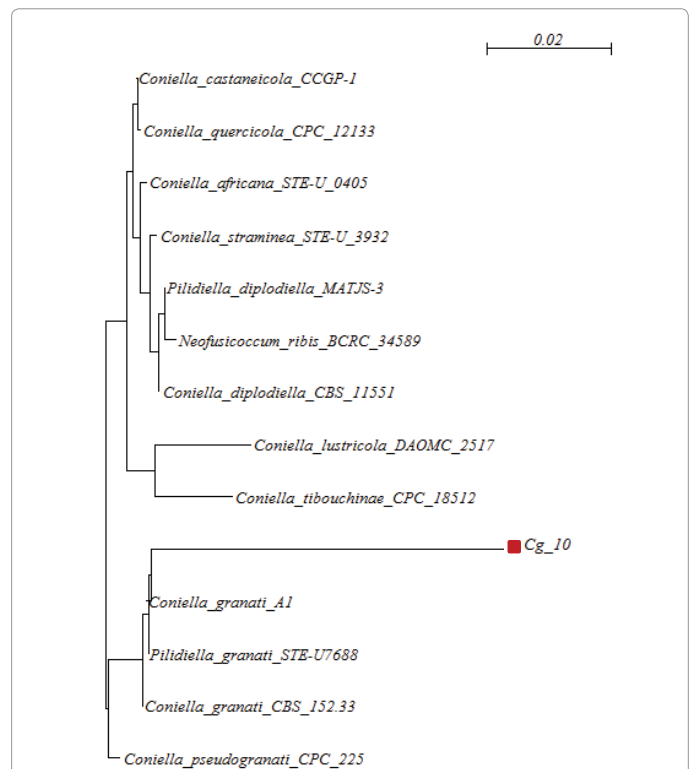 0.02
Coniella_castaneicola_CCGP-1
Coniella_quercicola_CPC_12133
Coniella_africana_STE-U_0405
Coniella_straminea_STE-U_3932
Pilidiella_diplodiella_MATJS-3
Neofusicoccum_ribis_BCRC_34589
Coniella_diplodiella_CBS_11551
Coniella_lustricola_DAOMC_2517
Coniella_tibouchinae_CPC_18512
Cg_10
Coniella_granati_A1
Pilidiella_granati_STE-U7688
Coniella_granati_CBS_152.33
Coniella_pseudogranati_CPC_225